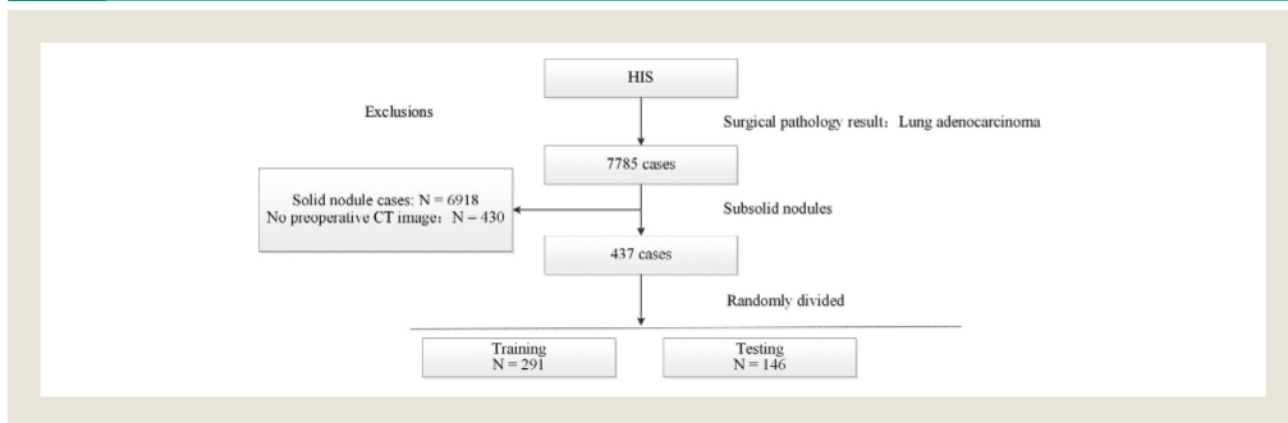 HIS
Exclusions
Surgical pathology result: Lung adenocarcinoma
7785 cases
Solid nodule cases: N = 6918
No preoperative CT image: N = 430
Subsolid nodules
437 cases
Randomly divided
Training
N = 291
Testing
N = 146